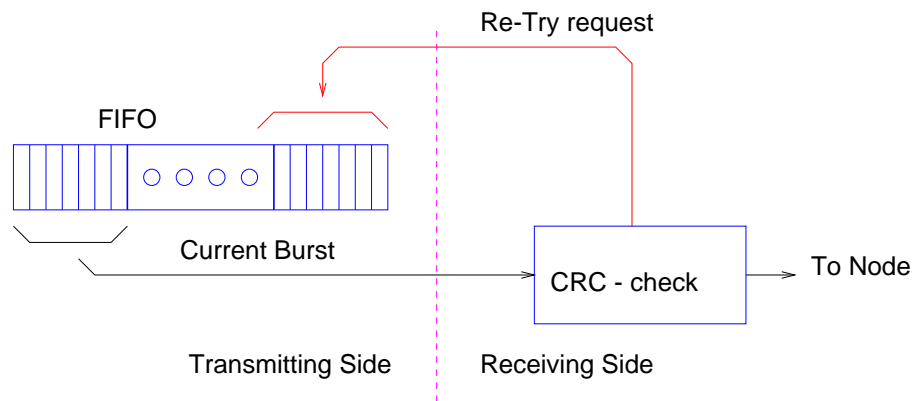 Re-Try request
FIFO
Current Burst
CRC - check
To Node
Transmitting Side
Receiving Side